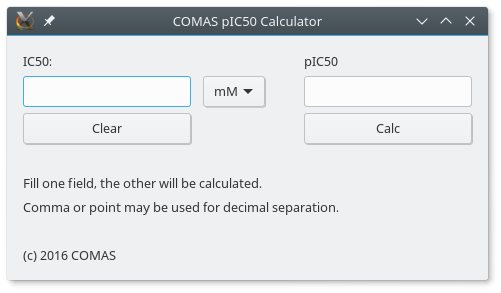 COMAS pIC50 Calculator
IC50:
pIC50
mM
Clear
Calc
Fill one field, the other will be calculated.
Comma or point may be used for decimal separation.
(c) 2016 COMAS